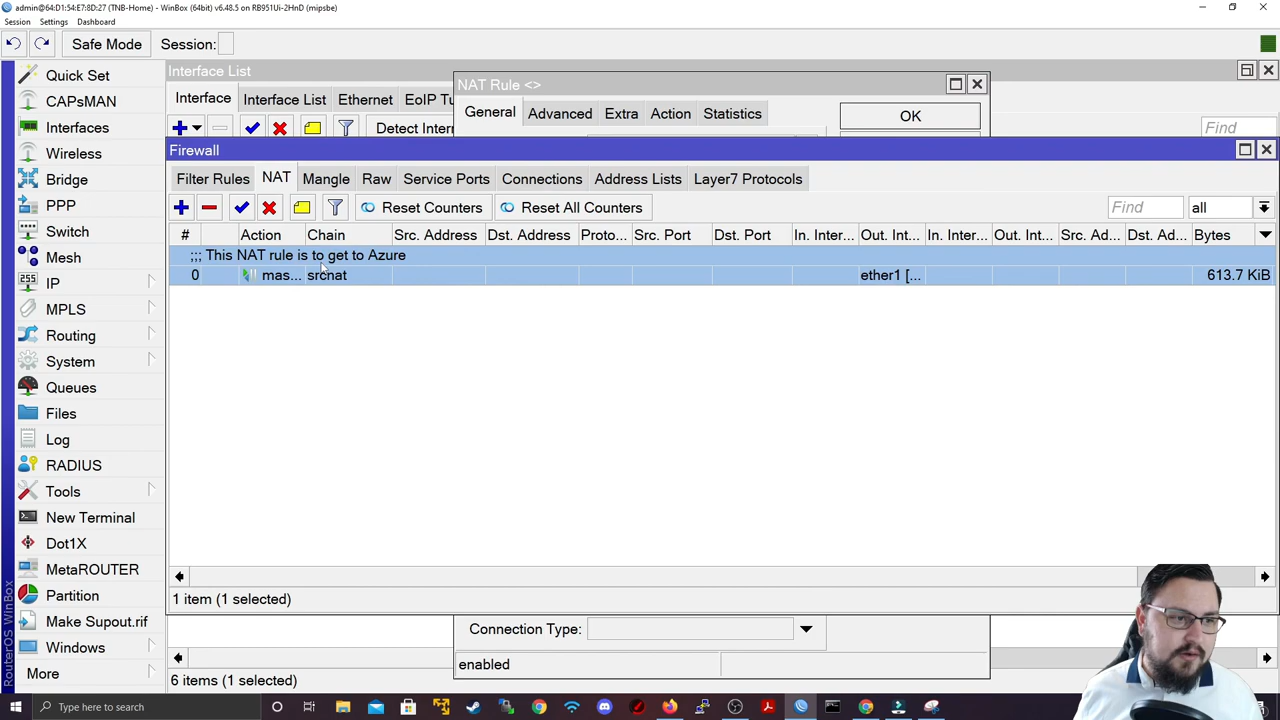 admin@64:D1:54:E7:8D:27 (TNB-Home) - WinBox (64bit) v6.48.5 on RB951Ui-2HnD (mipsbe)
Session Settings Dashboard
Safe Mode Session:
Quick Set
CAPsMAN
Interfaces
Wireless
Bridge
PPP
Switch
Mesh
IP
MPLS
Routing
System
Queues
Files
Log
RADIUS
Tools
New Terminal
Dot1X
MetaROUTER
Partition
Make Supout.rif
Windows
More
RouterOS WinBox
Interface List
Interface Interface List Ethernet EoIP Tu
Detect Intern
Find
NAT Rule <>
General Advanced Extra Action Statistics
OK
Firewall
Filter Rules NAT Mangle Raw Service Ports Connections Address Lists Layer7 Protocols
Reset Counters Reset All Counters Find all
# Action Chain Src. Address Dst. Address Proto... Src. Port Dst. Port In. Inter... Out. Int... In. Inter... Out. Int... Src. Ad... Dst. Ad... Bytes
;;; This NAT rule is to get to Azure
0 mas... srcnat ether1 [... 613.7 KiB
1 item (1 selected)
Connection Type:
enabled
6 items (1 selected)
Type here to search